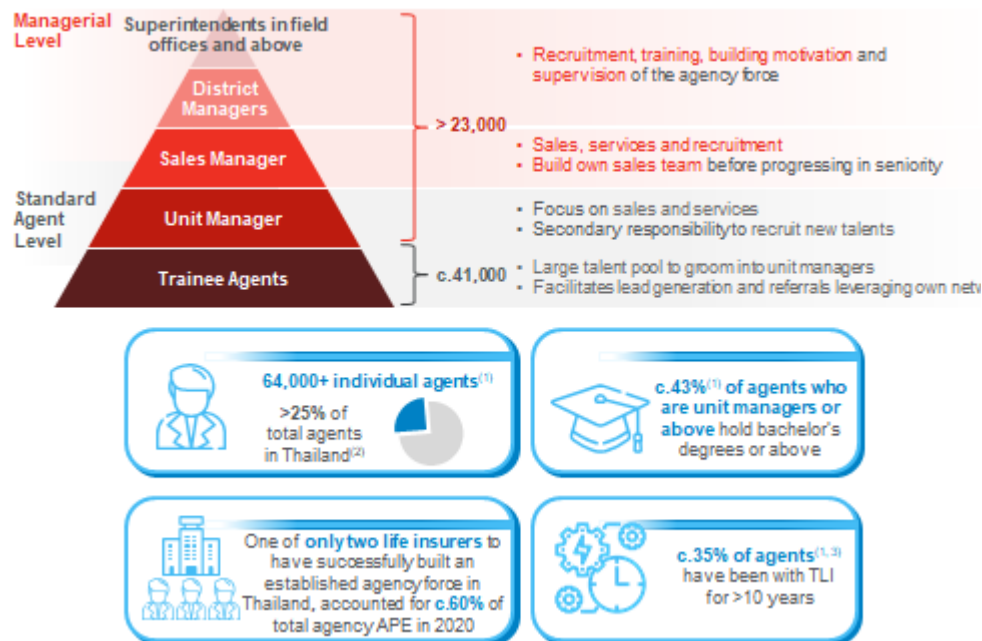 Managerial
Level
Superintendents in field
offices and above
District
Managers
Sales Manager
Standard
Agent
Level
Unit Manager
Trainee Agents
> 23,000
c.41,000
▪ Recruitment, training, building motivation and
supervision of the agency force
▪ Sales, services and recruitment
▪ Build own sales team before progressing in seniority
▪ Focus on sales and services
▪ Secondary responsibility to recruit new talents
▪ Large talent pool to groom into unit managers
▪ Facilitates lead generation and referrals leveraging own
64,000+ individual agents(1)
>25% of
total agents
in Thailand(2)
c.43%(1) of agents who
are unit managers or
above hold bachelor's
degrees or above
One of only two life insurers to
have successfully built an
established agency force in
Thailand, accounted for c.60% of
total agency APE in 2020
c.35% of agents(1, 3)
have been with TLI
for >10 years